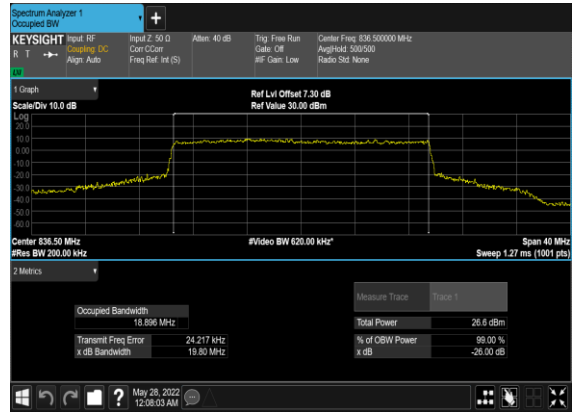 Spectrum Analyzer 1
Occupied BW
+
KEYSIGHT Input: RF Input Z: 50 Ω Atten: 40 dB Trig: Free Run Center Freq: 836.500000 MHz
R T Coupling: DC Corr CCorr Gate: Off Avg|Hold: 500/500
Align: Auto Freq Ref: Int (S) #IF Gain: Low Radio Std: None
1 Graph
Scale/Div 10.0 dB Ref Lvl Offset 7.30 dB
Ref Value 30.00 dBm
Log
20.0
10.0
0.00
-10.0
-20.0
-30.0
-40.0
-50.0
-60.0
Center 836.50 MHz #Video BW 620.00 kHz* Span 40 MHz
#Res BW 200.00 kHz Sweep 1.27 ms (1001 pts)
2 Metrics
Measure Trace Trace 1
Occupied Bandwidth
18.896 MHz Total Power 26.6 dBm
Transmit Freq Error 24.217 kHz % of OBW Power 99.00 %
x dB Bandwidth 19.80 MHz x dB -26.00 dB
? May 28, 2022
12:08:03 AM